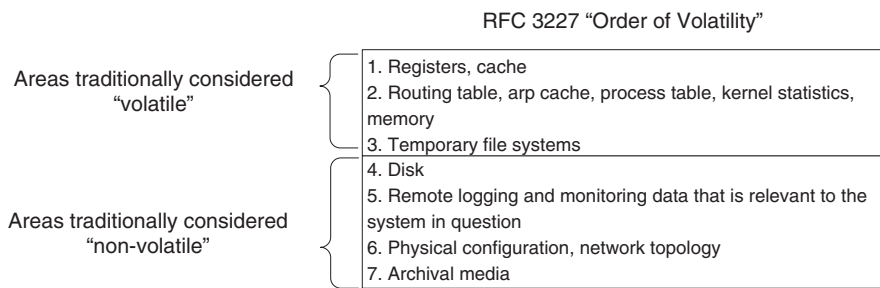 RFC 3227 “Order of Volatility”
Areas traditionally considered
“volatile”
1. Registers, cache
2. Routing table, arp cache, process table, kernel statistics,
memory
3. Temporary file systems
Areas traditionally considered
“non-volatile”
4. Disk
5. Remote logging and monitoring data that is relevant to the
system in question
6. Physical configuration, network topology
7. Archival media